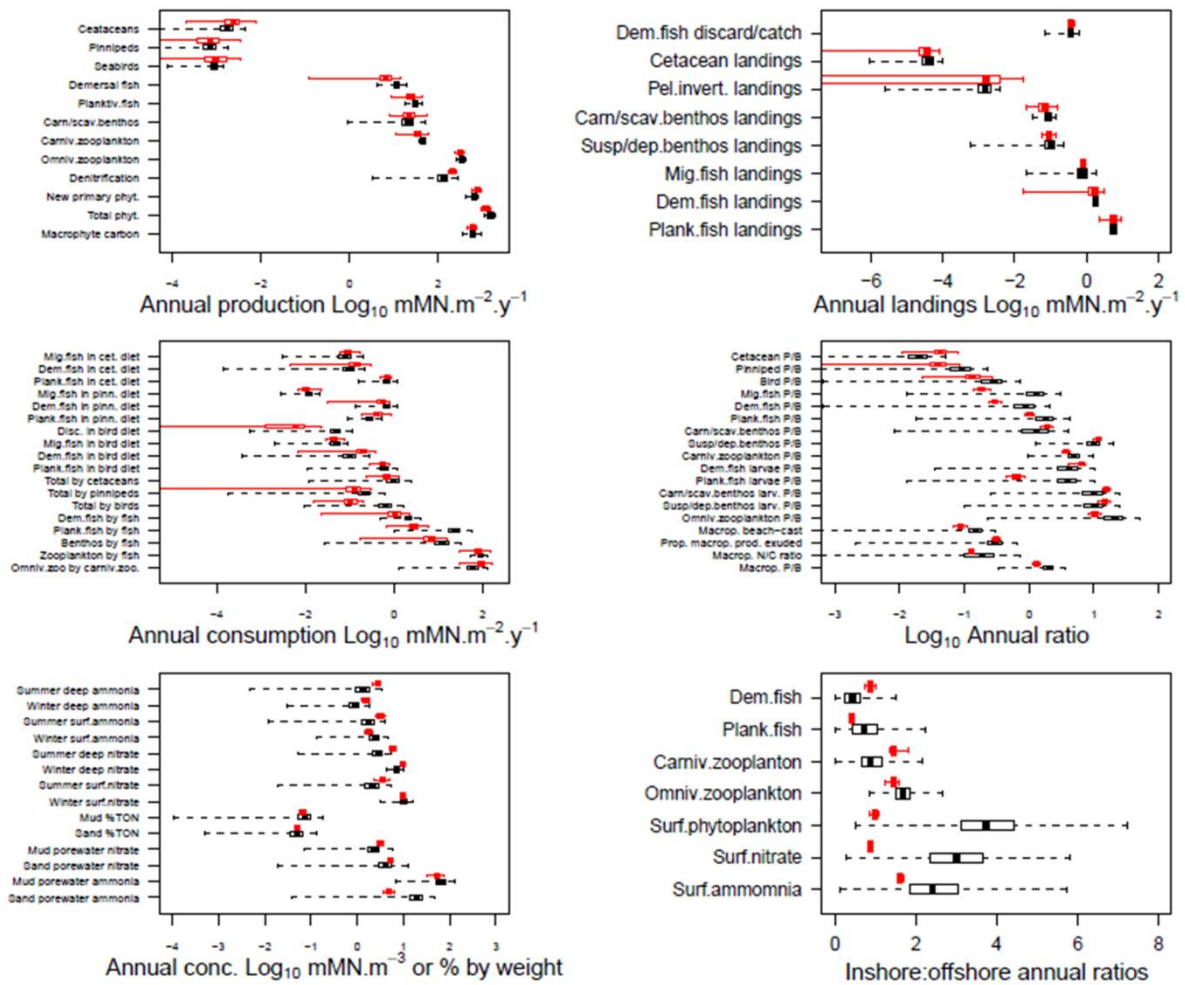 Ceataceans
Pinnipeds
Seabirds
Demersal fish
Planktiv.fish
Carn/scav.benthos
Carniv.zooplankton
Omniv.zooplankton
Denitrification
New primary phyt.
Total phyt.
Macrophyte carbon
−4 −2 0 2
Annual production Log10 mMN.m−2.y−1
Dem.fish discard/catch
Cetacean landings
Pel.invert. landings
Carn/scav.benthos landings
Susp/dep.benthos landings
Mig.fish landings
Dem.fish landings
Plank.fish landings
−6 −4 −2 0 2
Annual landings Log10 mMN.m−2.y−1
Mig.fish in cet. diet
Dem.fish in cet. diet
Plank.fish in cet. diet
Mig.fish in pinn. diet
Dem.fish in pinn. diet
Plank.fish in pinn. diet
Disc. in bird diet
Mig.fish in bird diet
Dem.fish in bird diet
Plank.fish in bird diet
Total by cetaceans
Total by pinnipeds
Total by birds
Dem.fish by fish
Plank.fish by fish
Benthos by fish
Zooplankton by fish
Omniv.zoo by carniv.zoo.
−4 −2 0 2
Annual consumption Log10 mMN.m−2.y−1
Cetacean P/B
Pinniped P/B
Bird P/B
Mig.fish P/B
Dem.fish P/B
Plank.fish P/B
Carn/scav.benthos P/B
Susp/dep.benthos P/B
Carniv.zooplankton P/B
Dem.fish larvae P/B
Plank.fish larvae P/B
Carn/scav.benthos larv. P/B
Susp/dep.benthos larv. P/B
Omniv.zooplankton P/B
Macrop. beach−cast
Prop. macrop. prod. exuded
Macrop. N/C ratio
Macrop. P/B
−3 −2 −1 0 1 2
Log10 Annual ratio
Summer deep ammonia
Winter deep ammonia
Summer surf.ammonia
Winter surf.ammonia
Summer deep nitrate
Winter deep nitrate
Summer surf.nitrate
Winter surf.nitrate
Mud %TON
Sand %TON
Mud porewater nitrate
Sand porewater nitrate
Mud porewater ammonia
Sand porewater ammonia
−4 −3 −2 −1 0 1 2 3
Annual conc. Log10 mMN.m−3 or % by weight
Dem.fish
Plank.fish
Carniv.zooplanton
Omniv.zooplankton
Surf.phytoplankton
Surf.nitrate
Surf.ammomnia
0 2 4 6 8
Inshore:offshore annual ratios